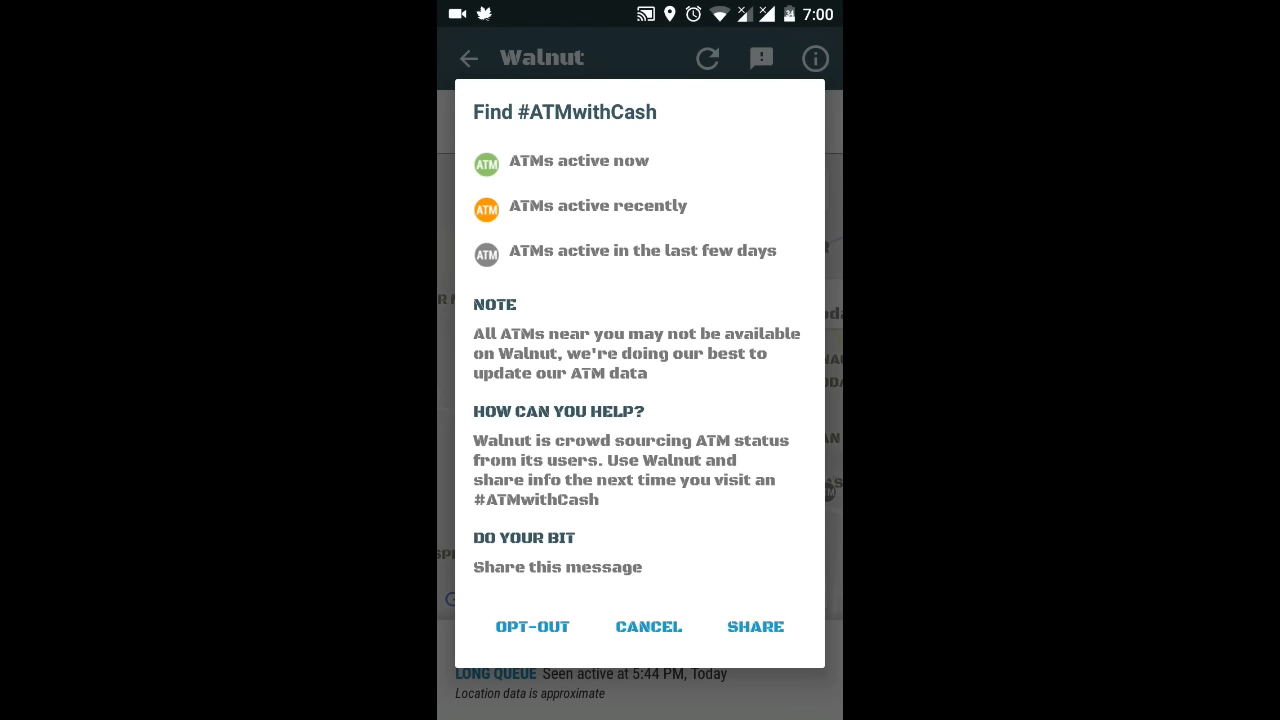 7:00
Walnut
Find #ATMwithCash
ATM ATMs active now
ATM ATMs active recently
ATM ATMs active in the last few days
NOTE
All ATMs near you may not be available
on Walnut, we're doing our best to
update our ATM data
HOW CAN YOU HELP?
Walnut is crowd sourcing ATM status
from its users. Use Walnut and
share info the next time you visit an
#ATMwithCash
DO YOUR BIT
Share this message
OPT-OUT CANCEL SHARE
LONG QUEUE Seen active at 5:44 PM, Today
Location data is approximate